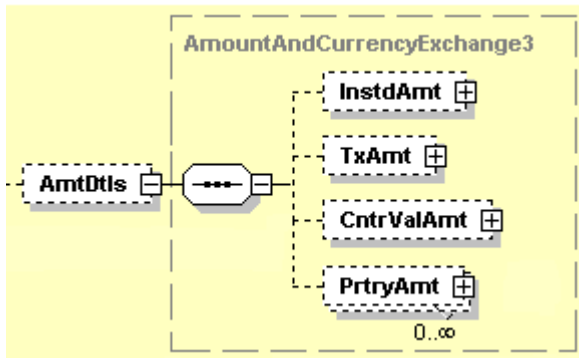 AmountAndCurrencyExchange3
InstdAmt
TxAmt
AmtDtls
CntrValAmt
PrtryAmt
0..∞